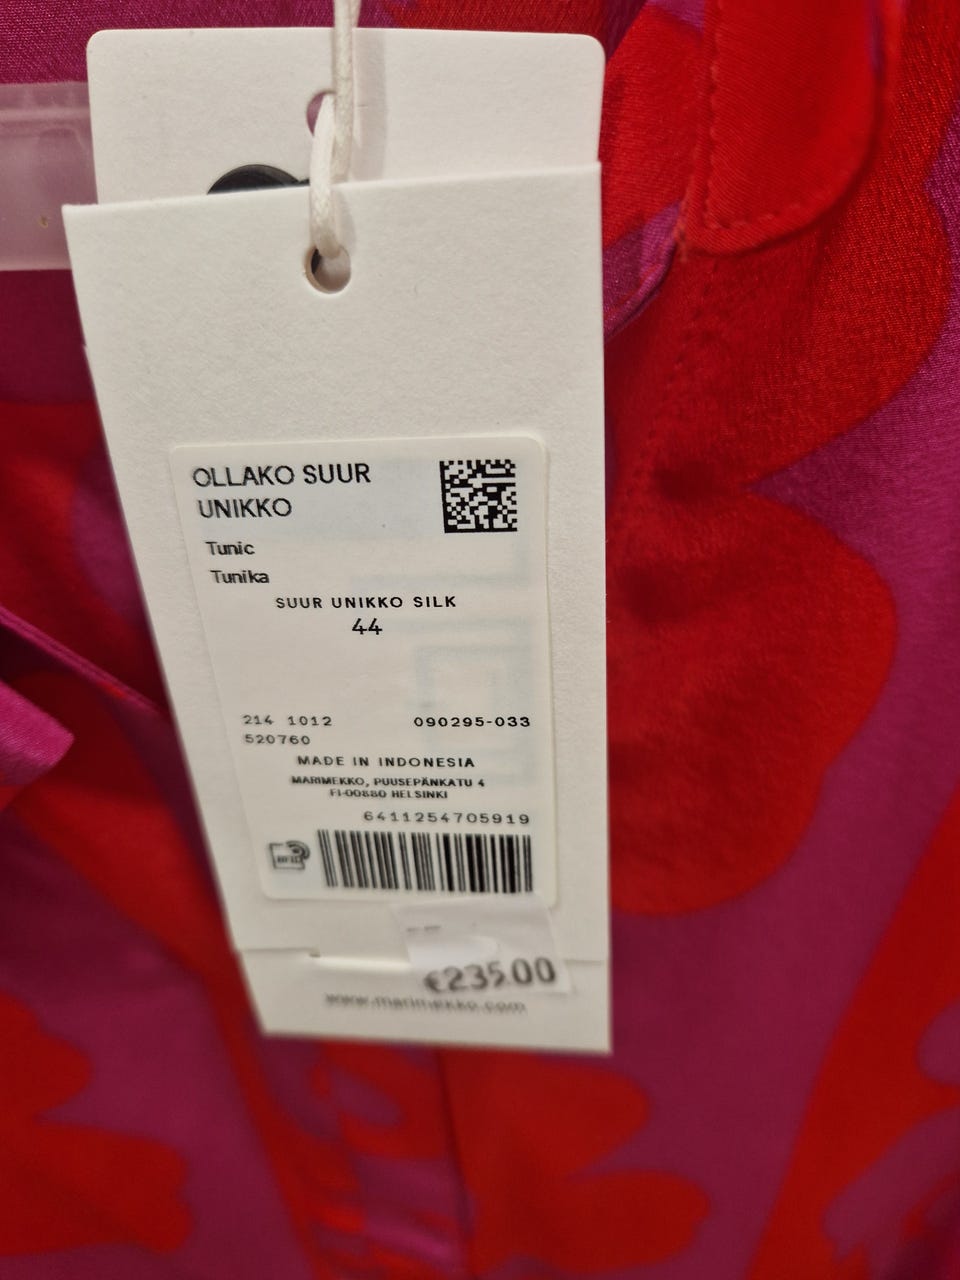 OLLAKO SUUR
UNIKKO
Tunic
Tunika
SUUR UNIKKO SILK
44
214 1012 090295-033
520760
MADE IN INDONESIA
MARIMEKKO, PUUSEPÄNKATU 4
FI-00880 HELSINKI
6411254705919
RFID
€235.00
www.marimekko.com